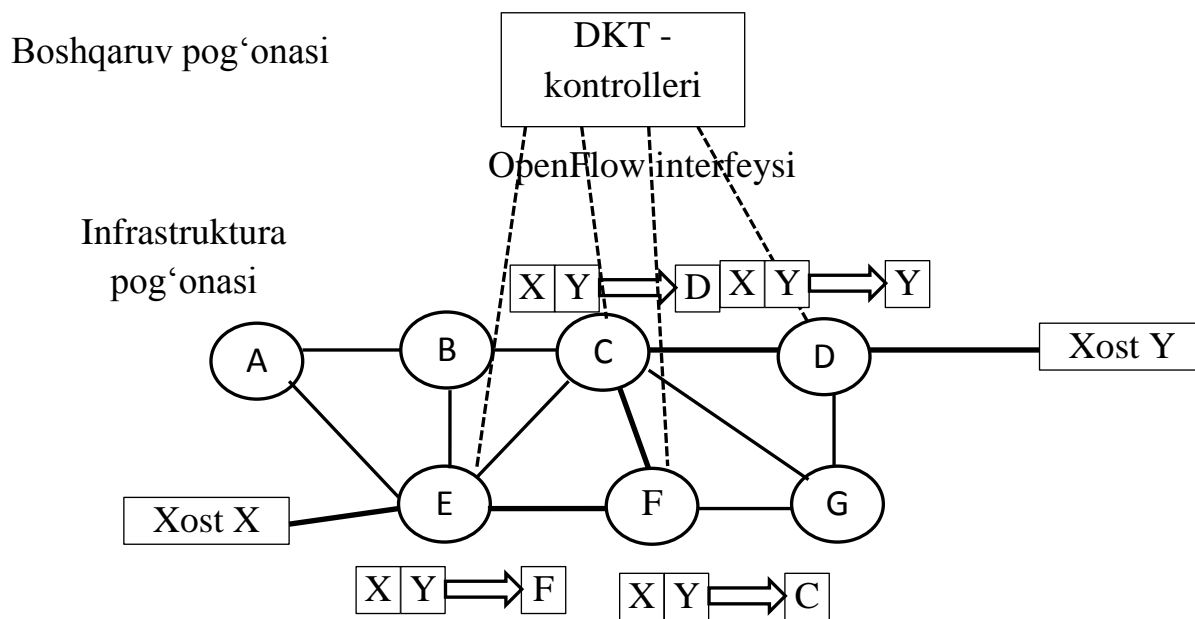 Boshqaruv pog‘onasi
DKT -
kontrolleri
OpenFlow interfeysi
Infrastruktura
pog‘onasi
X Y D X Y Y
A B C D Xost Y
Xost X E F G
X Y F X Y C